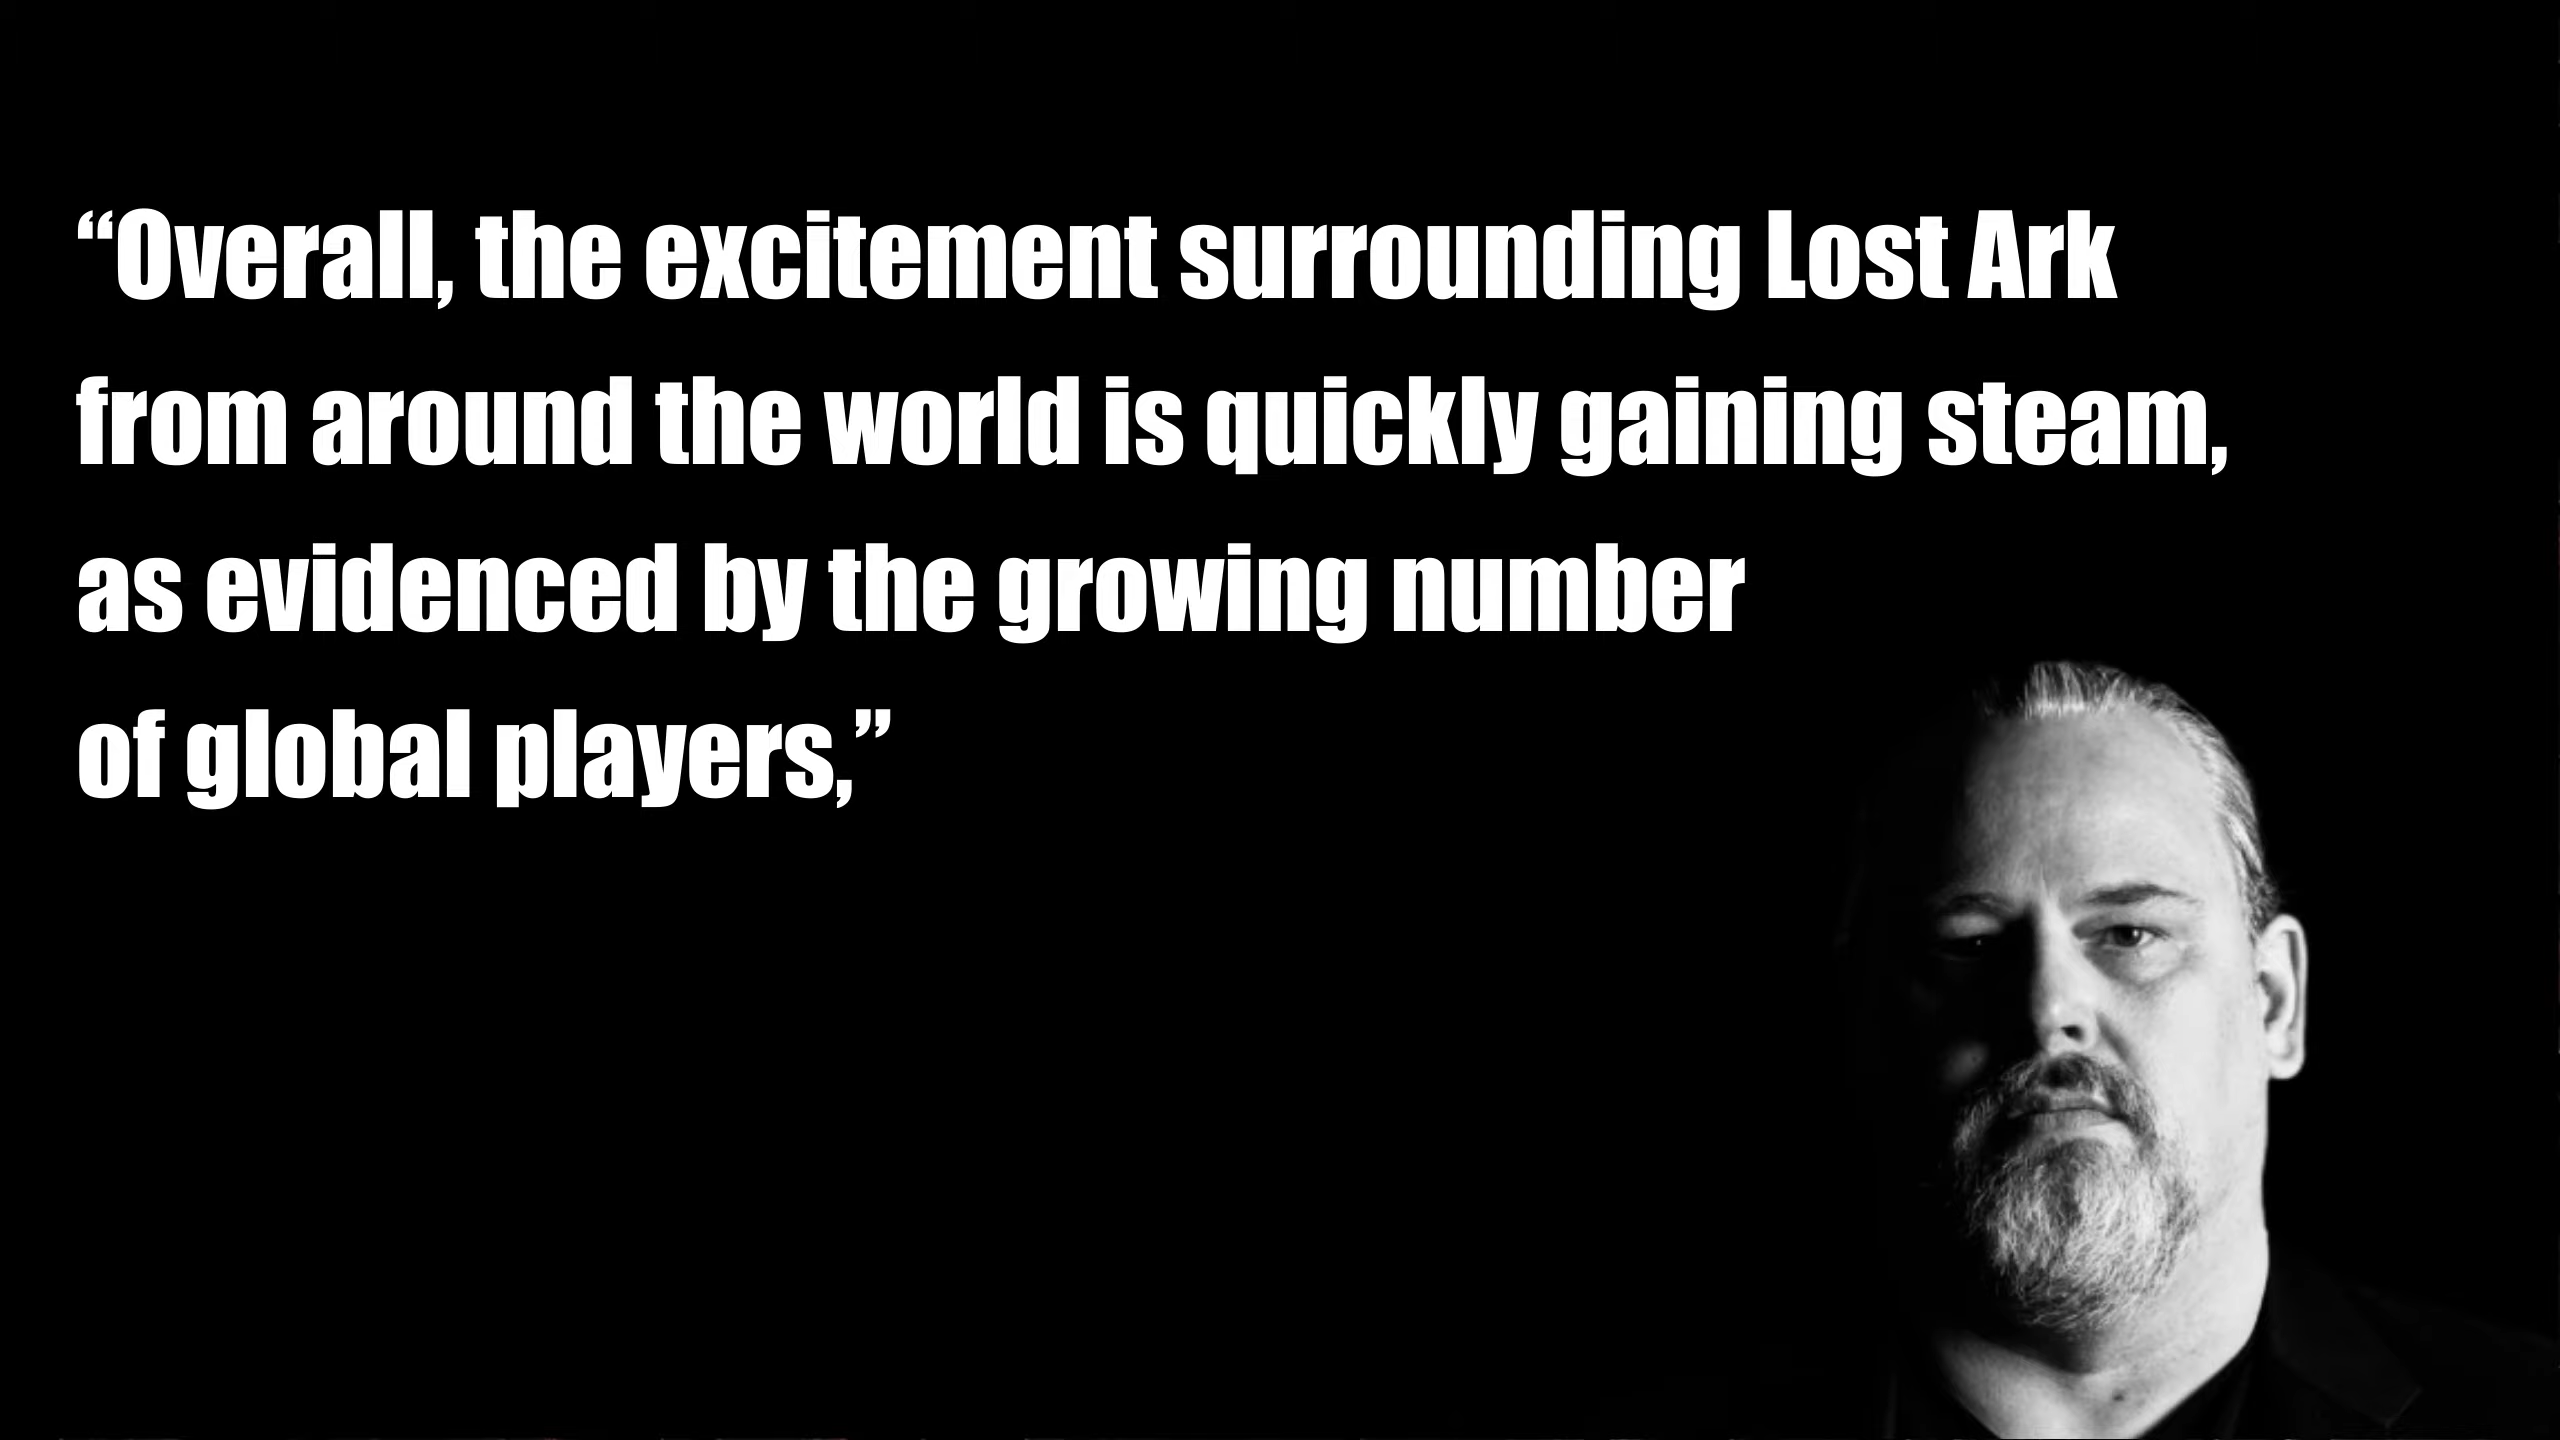 “Overall, the excitement surrounding Lost Ark
from around the world is quickly gaining steam,
as evidenced by the growing number
of global players,”